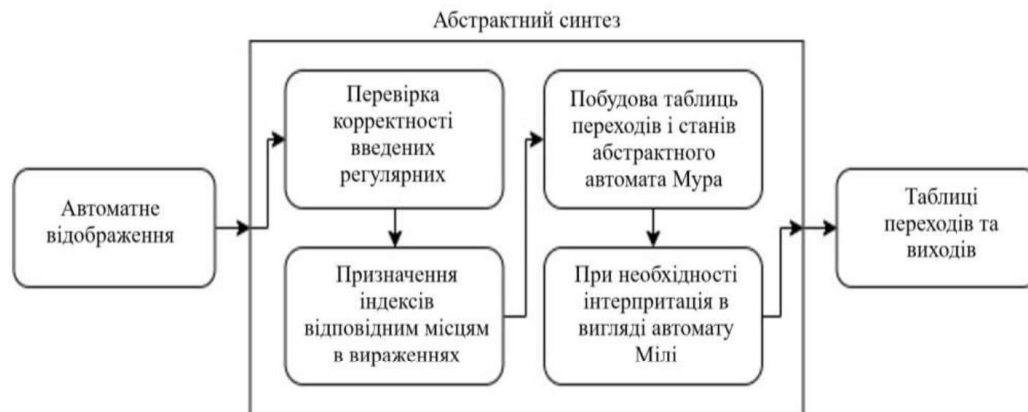 Абстрактний синтез
Автоматне
відображення
Перевірка
корректності
введених
регулярних
Призначення
індексів
відповідним місцям
в вираженнях
Побудова таблиць
переходів і станів
абстрактного
автомата Мура
При необхідності
інтерпритація в
вигляді автомату
Мілі
Таблиці
переходів та
виходів